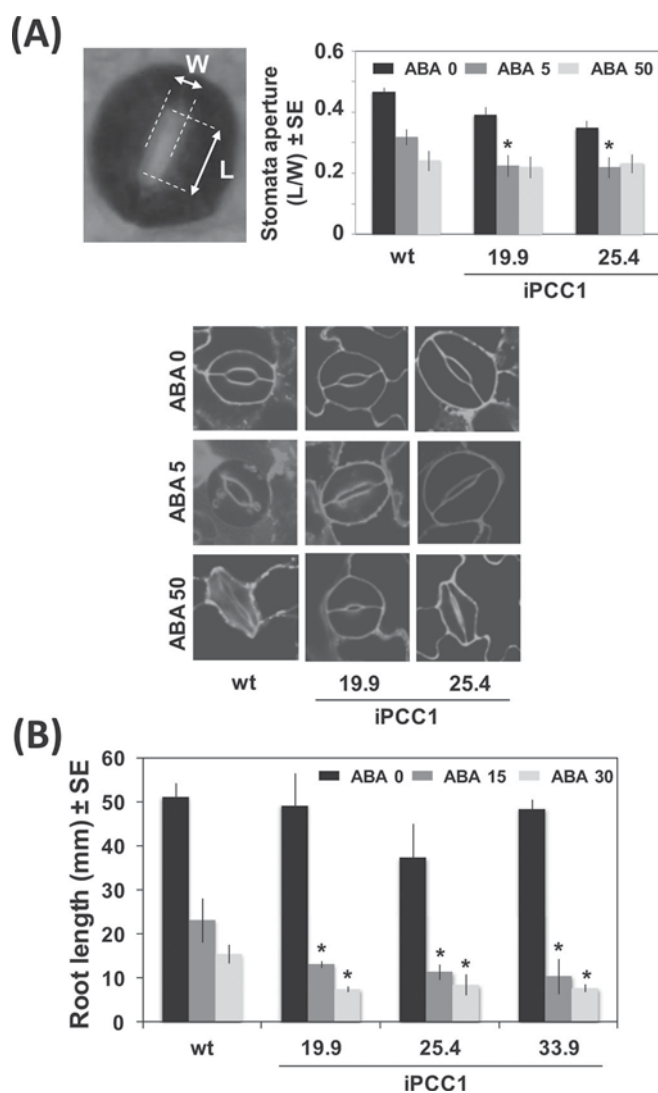 (A)
W
L
Stomata aperture
(L/W) ± SE
0.6
0.4
0.2
0
ABA 0
ABA 5
ABA 50
*
*
wt
19.9
25.4
iPCC1
ABA 0
ABA 5
ABA 50
wt
19.9
25.4
iPCC1
(B)
Root length (mm) ± SE
60
50
40
30
20
10
0
ABA 0
ABA 15
ABA 30
*
*
*
*
*
*
wt
19.9
25.4
33.9
iPCC1